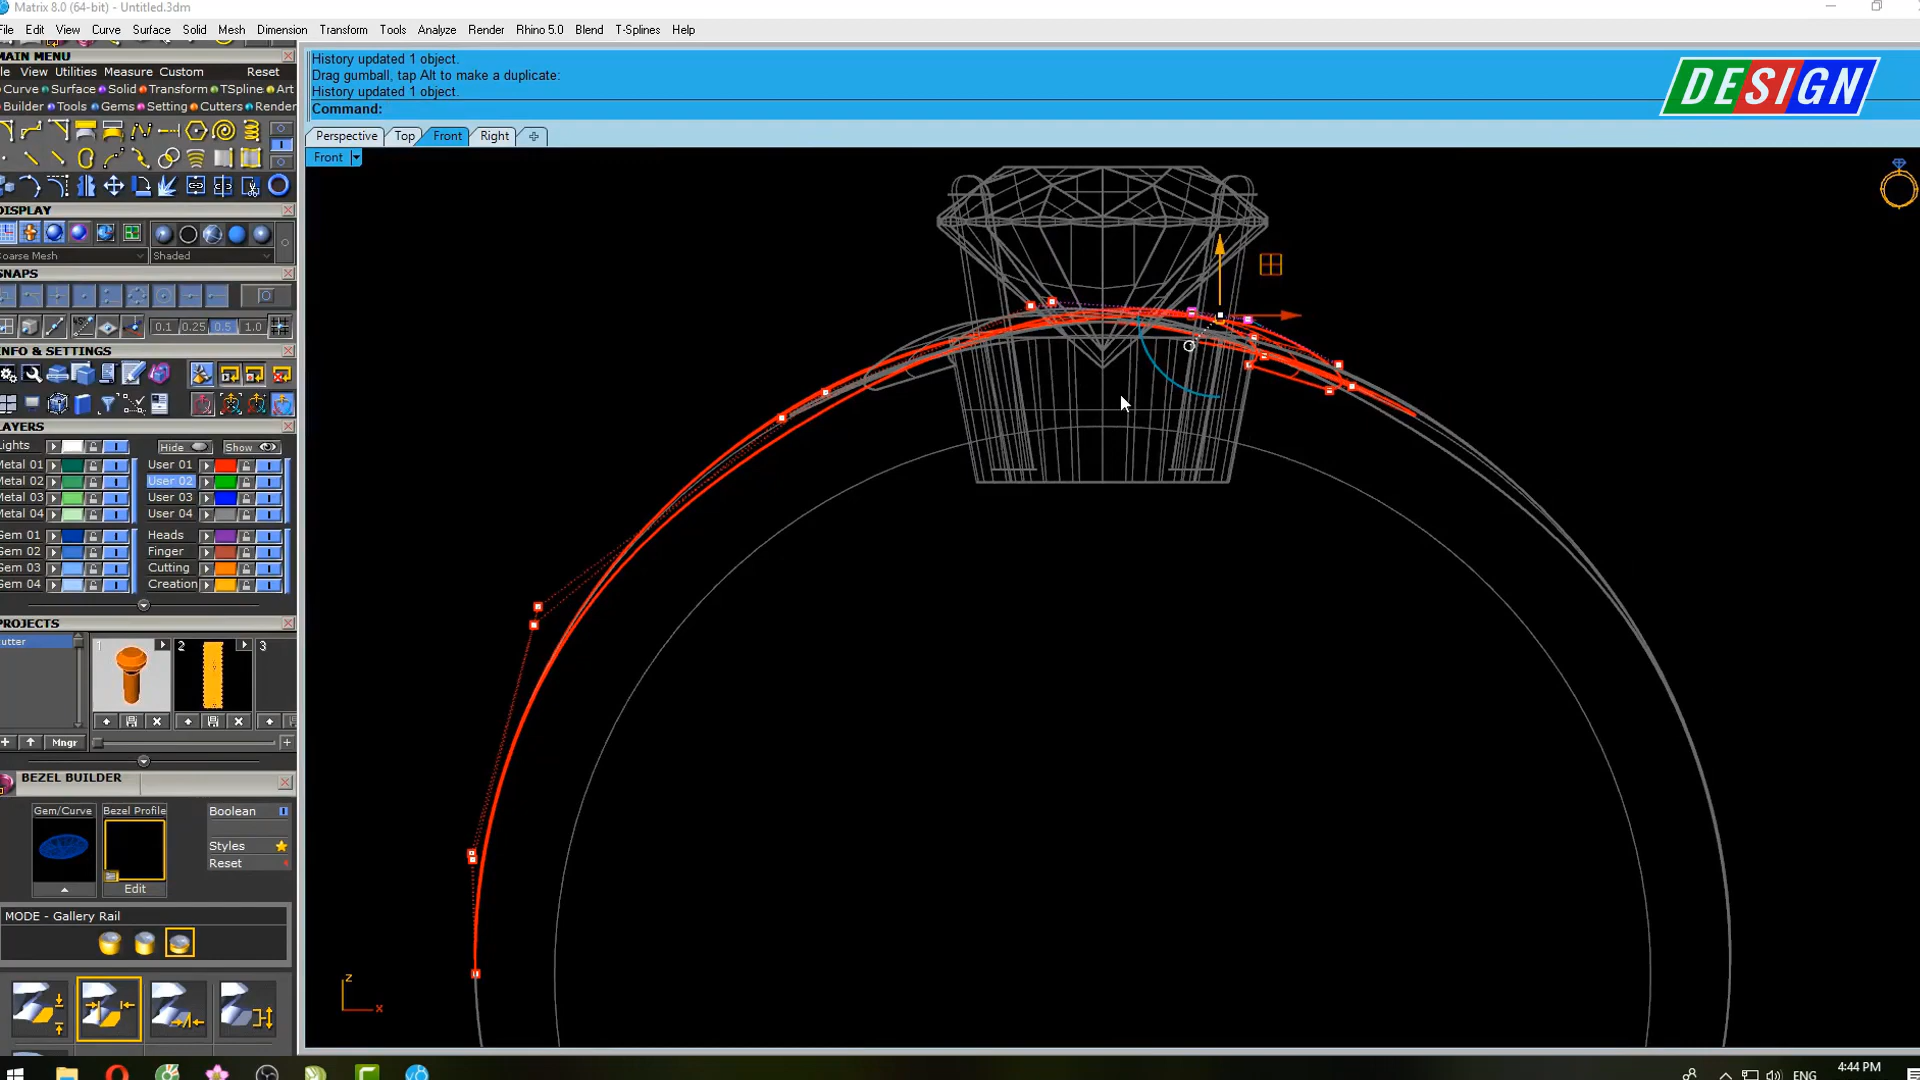 Matrix 8.0 (64-bit) - Untitled.3dm
File Edit View Curve Surface Solid Mesh Dimension Transform Tools Analyze Render Rhino 5.0 Blend T-Splines Help
MAIN MENU
le View Utilities Measure Custom Reset
Curve Surface Solid Transform TSpline Art
Builder Tools Gems Setting Cutters Render
History updated 1 object.
Drag gumball, tap Alt to make a duplicate:
History updated 1 object.
Command:
DESIGN
Perspective Top Front Right
Front
DISPLAY
Coarse Mesh Shaded
SNAPS
0.1 0.25 0.5 1.0
INFO & SETTINGS
LAYERS
Lights Hide Show
Metal 01 User 01
Metal 02 User 02
Metal 03 User 03
Metal 04 User 04
Gem 01 Heads
Gem 02 Finger
Gem 03 Cutting
Gem 04 Creation
PROJECTS
utter 1 2 3
Mngr
BEZEL BUILDER
Gem/Curve Bezel Profile Boolean
Styles
Reset
Edit
MODE - Gallery Rail
z
x
4:44 PM
ENG